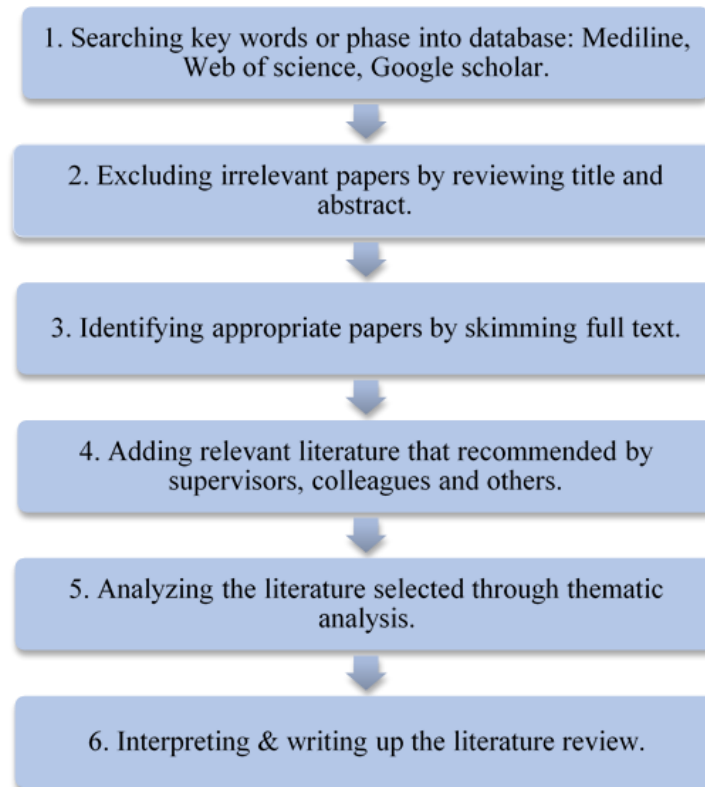 1. Searching key words or phase into database: Mediline,
Web of science, Google scholar.
2. Excluding irrelevant papers by reviewing title and
abstract.
3. Identifying appropriate papers by skimming full text.
4. Adding relevant literature that recommended by
supervisors, colleagues and others.
5. Analyzing the literature selected through thematic
analysis.
6. Interpreting & writing up the literature review.